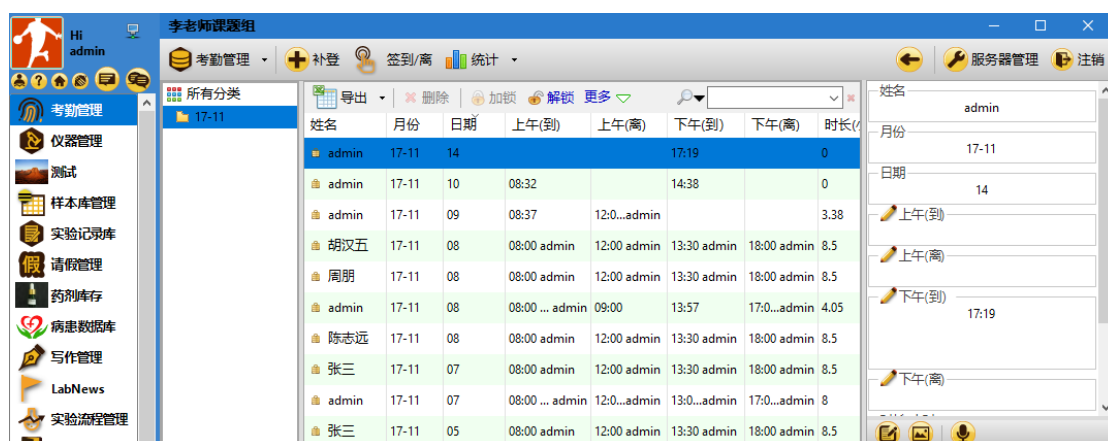 Hi
admin
李老师课题组
考勤管理 补登 签到/离 统计 服务器管理 注销
考勤管理
仪器管理
测试
样本库管理
实验记录库
请假管理
药剂库存
病患数据库
写作管理
LabNews
实验流程管理
所有分类
17-11
导出 删除 加锁 解锁 更多
姓名 月份 日期 上午(到) 上午(离) 下午(到) 下午(离) 时长(
admin 17-11 14 17:19 0
admin 17-11 10 08:32 14:38 0
admin 17-11 09 08:37 12:0...admin 3.38
胡汉五 17-11 08 08:00 admin 12:00 admin 13:30 admin 18:00 admin 8.5
周朋 17-11 08 08:00 admin 12:00 admin 13:30 admin 18:00 admin 8.5
admin 17-11 08 08:00 ... admin 09:00 13:57 17:0...admin 4.05
陈志远 17-11 08 08:00 admin 12:00 admin 13:30 admin 18:00 admin 8.5
张三 17-11 07 08:00 admin 12:00 admin 13:30 admin 18:00 admin 8.5
admin 17-11 07 08:00 ... admin 12:0...admin 13:0...admin 17:0...admin 8
张三 17-11 05 08:00 admin 12:00 admin 13:30 admin 18:00 admin 8.5
姓名
admin
月份
17-11
日期
14
上午(到)
上午(离)
下午(到)
17:19
下午(离)